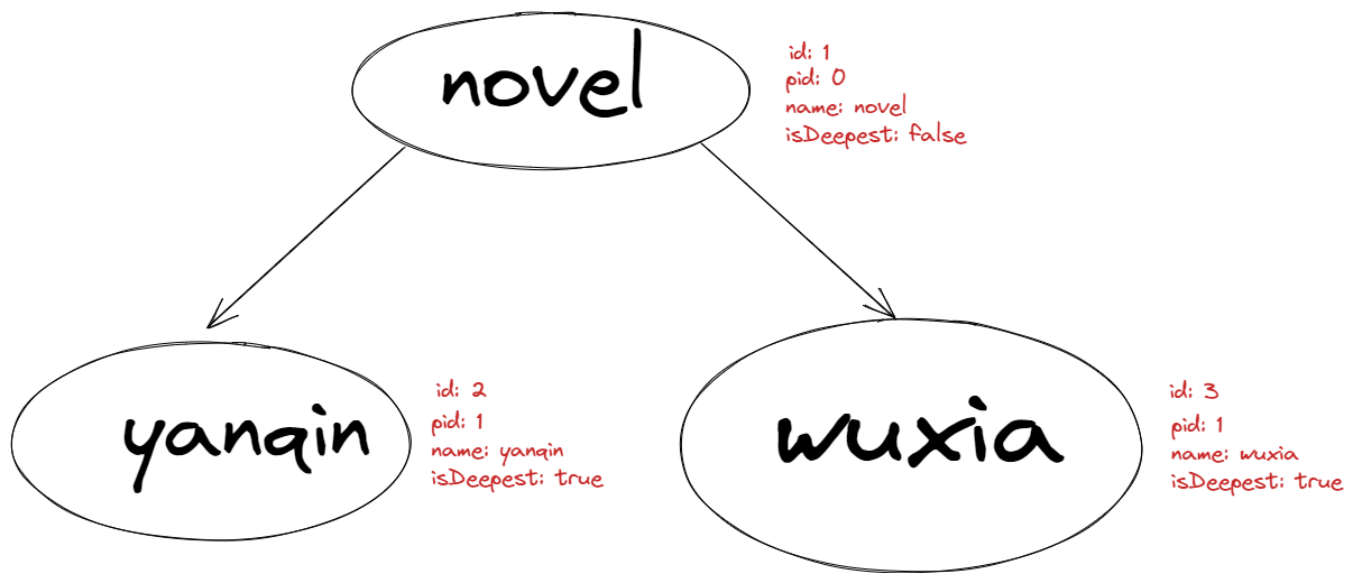 novel
id: 1
pid: 0
name: novel
isDeepest: false
yanqin
id: 2
pid: 1
name: yanqin
isDeepest: true
wuxia
id: 3
pid: 1
name: wuxia
isDeepest: true